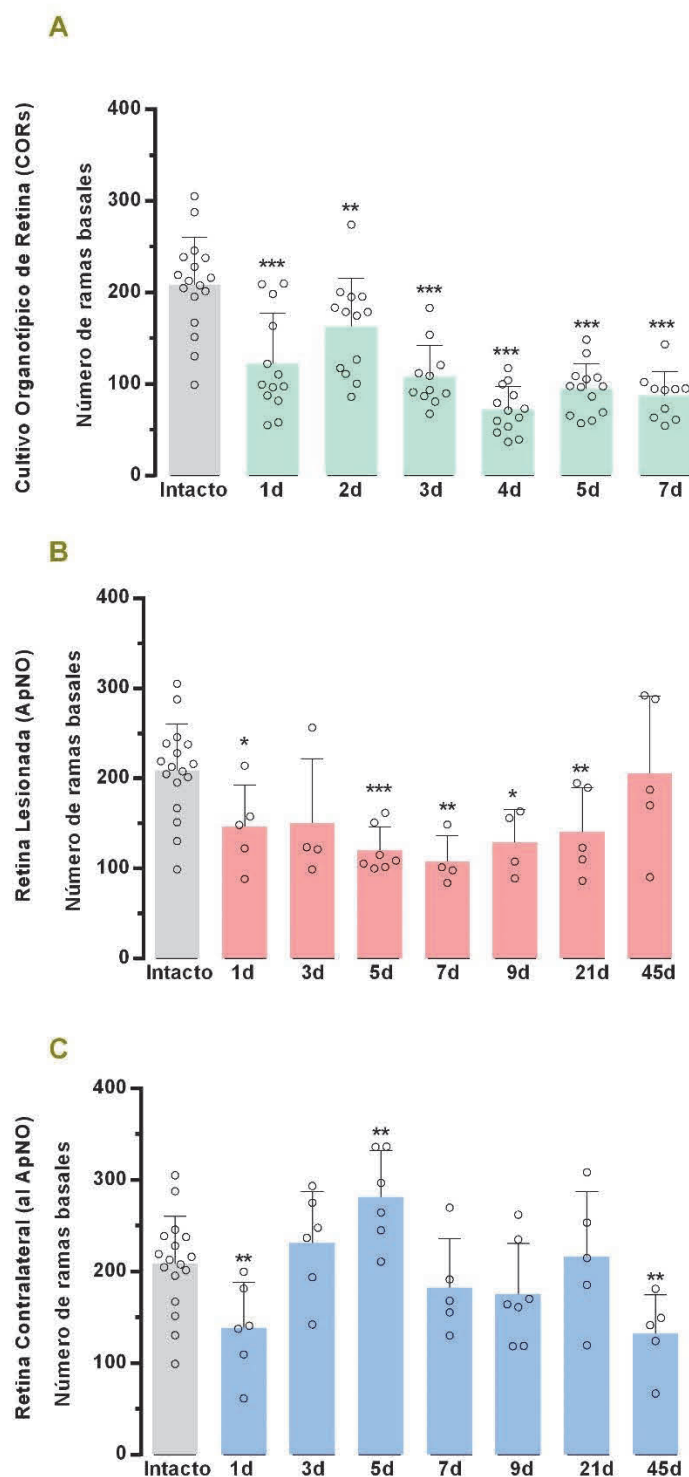 A
Cultivo Organotípico de Retina (CORs)
Número de ramas basales
400
300
200
100
0
***
**
***
***
***
***
Intacto 1d 2d 3d 4d 5d 7d
B
Retina Lesionada (ApNO)
Número de ramas basales
400
300
200
100
0
*
***
**
*
**
Intacto 1d 3d 5d 7d 9d 21d 45d
C
Retina Contralateral (al ApNO)
Número de ramas basales
400
300
200
100
0
**
**
**
Intacto 1d 3d 5d 7d 9d 21d 45d